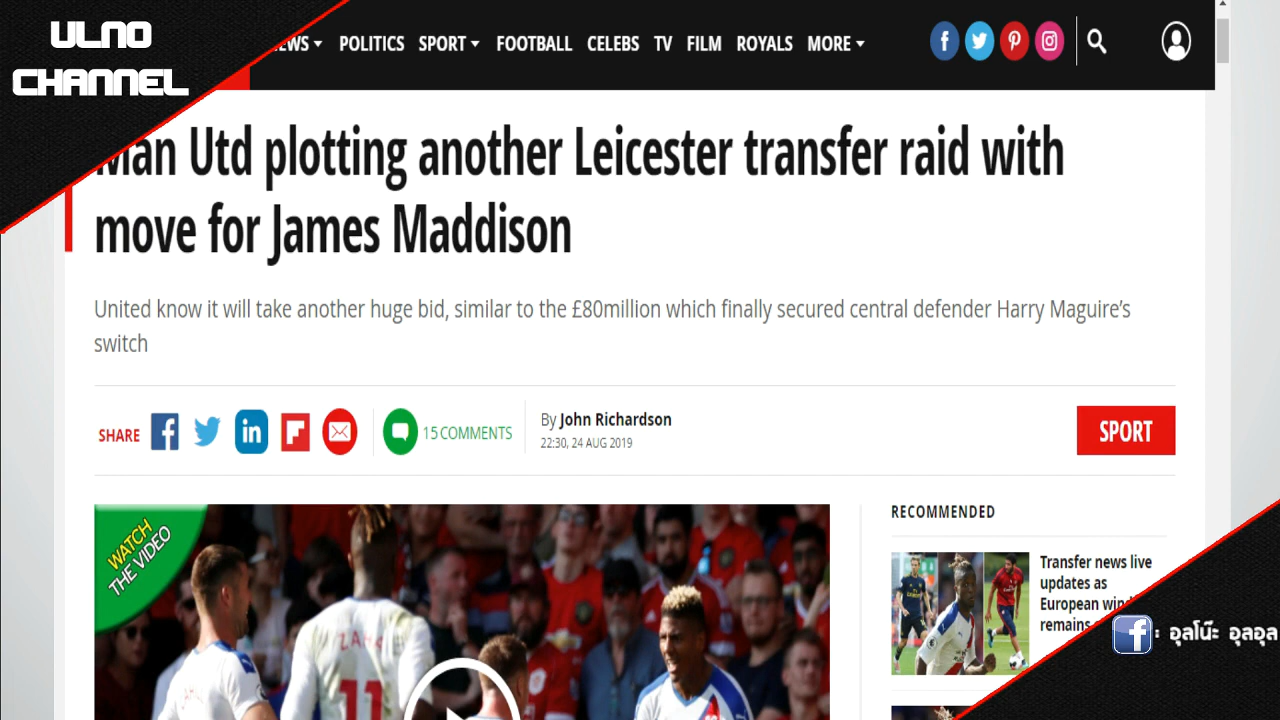 ULNO
CHANNEL
POLITICS SPORT FOOTBALL CELEBS TV FILM ROYALS MORE
Man Utd plotting another Leicester transfer raid with
move for James Maddison
United know it will take another huge bid, similar to the £80million which finally secured central defender Harry Maguire’s
switch
SHARE
15 COMMENTS
By John Richardson
22:30, 24 AUG 2019
SPORT
WATCH
THE VIDEO
ZAHA
11
RECOMMENDED
Transfer news live
updates as
European
remains
: อุลโน๊ะ อุลอุล